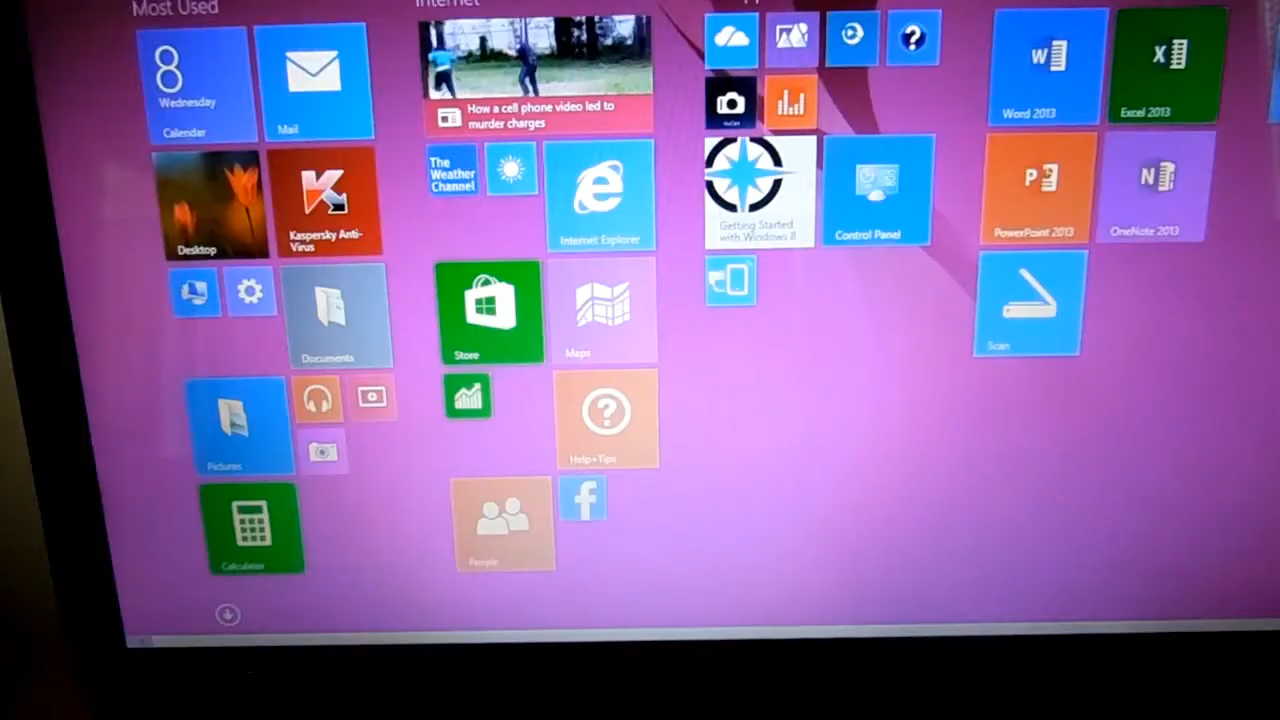 Most Used
Internet
8
Wednesday
Calendar
Mail
Desktop
Kaspersky Anti-
Virus
Documents
Pictures
Calculator
How a cell phone video led to
murder charges
The
Weather
Channel
Internet Explorer
Store
Maps
Help+Tips
People
f
?
Getting Started
with Windows 8
Control Panel
W
Word 2013
X
Excel 2013
P
PowerPoint 2013
N
OneNote 2013
Scan